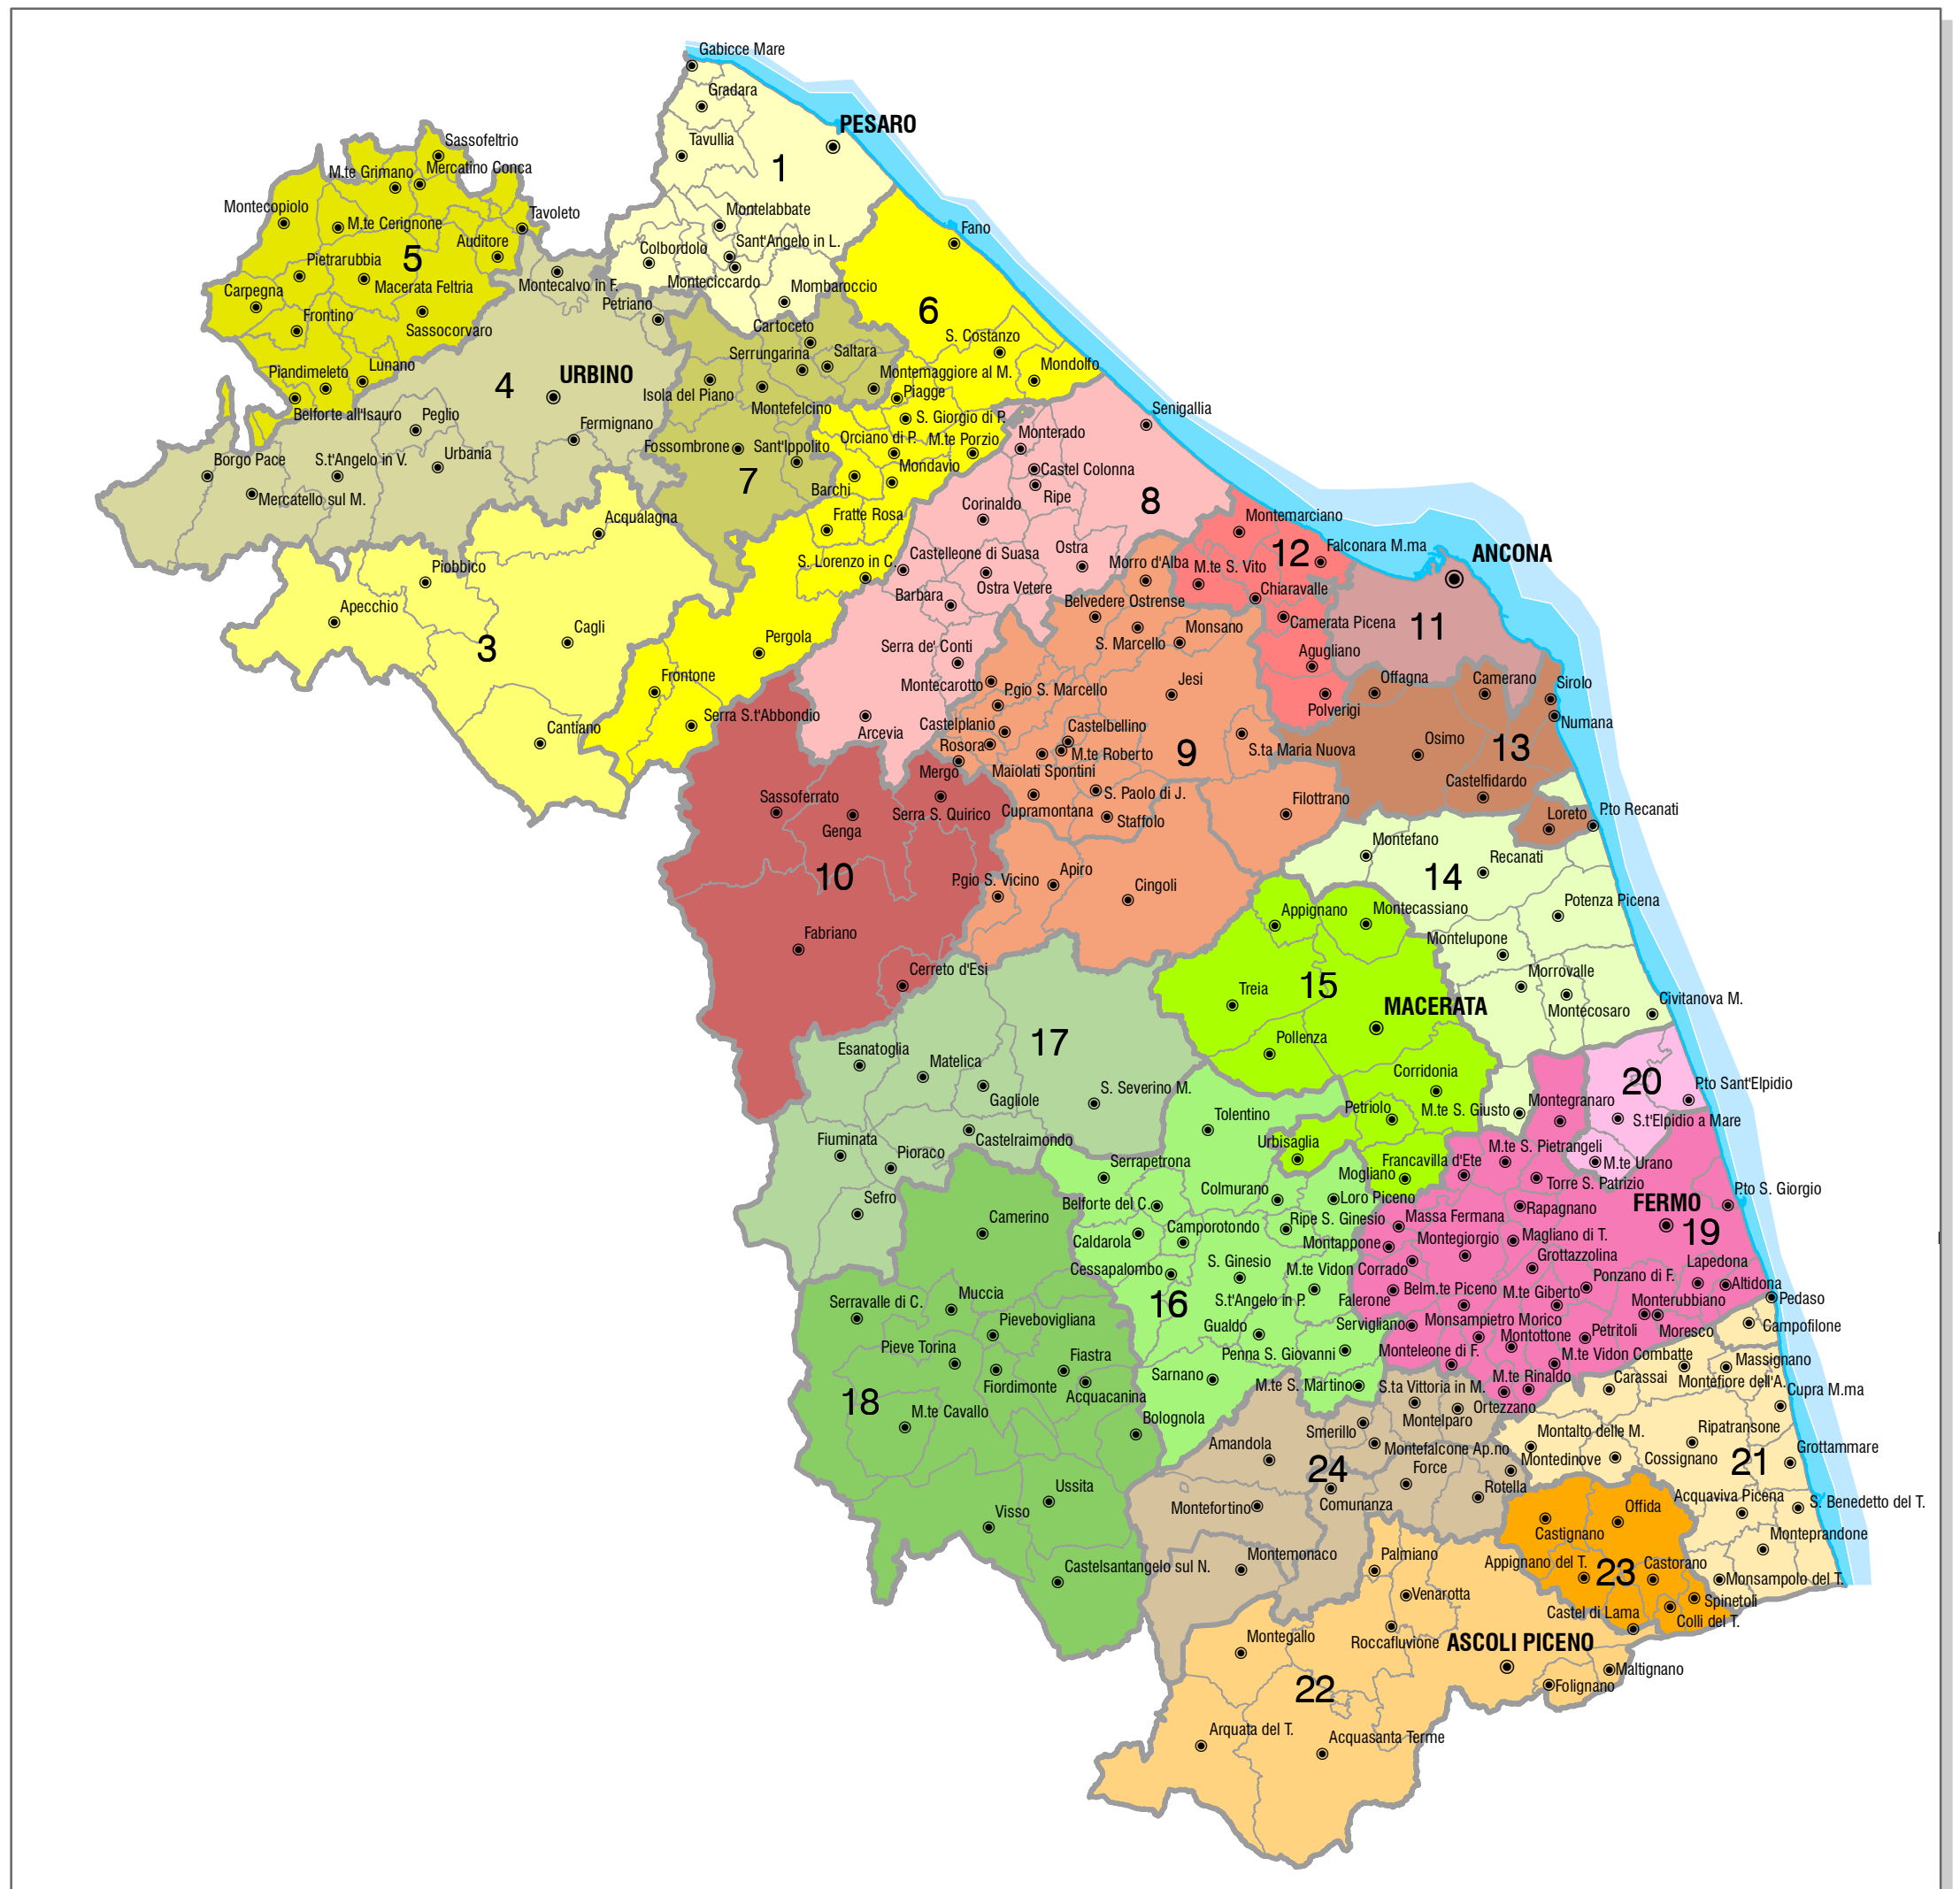 Gabicce Mare
Gradara
PESARO
Tavullia
1
Sassofeltrio
M.te Grimano
Mercatino Conca
Montecopiolo
M.te Cerignone
Tavoleto
Auditore
5
Pietrarubbia
Macerata Feltria
Carpegna
Frontino
Sassocorvaro
Piandimeleto
Lunano
Belforte all'Isauro
Montelabbate
Colbordolo
Sant'Angelo in L.
Monteciccardo
Mombaroccio
Fano
6
S. Costanzo
Mondolfo
Montecalvo in F.
Petriano
4
URBINO
Peglio
Fermignano
Urbania
Borgo Pace
S.t'Angelo in V.
Mercatello sul M.
Cartoceto
Serrungarina
Saltara
Isola del Piano
Montemaggiore al M.
Montefelcino
Piagge
S. Giorgio di P.
Fossombrone
Sant'Ippolito
7
Orciano di P.
M.te Porzio
Barchi
Mondavio
Fratte Rosa
S. Lorenzo in C.
Acqualagna
Piobbico
Apecchio
Cagli
3
Cantiano
Pergola
Frontone
Serra S.t'Abbondio
Senigallia
Monterado
Castel Colonna
Ripe
8
Corinaldo
Castelleone di Suasa
Ostra
Barbara
Ostra Vetere
Serra de' Conti
Montecarotto
Arcevia
Montemarciano
12
Falconara M.ma
ANCONA
Morro d'Alba
M.te S. Vito
Chiaravalle
Belvedere Ostrense
Camerata Picena
11
S. Marcello
Monsano
Agugliano
Polverigi
Offagna
Camerano
Sirolo
Numana
P.gio S. Marcello
Jesi
Castelplanio
Castelbellino
Rosora
M.te Roberto
9
S.ta Maria Nuova
Osimo
13
Mergo
Maiolati Spontini
Castelfidardo
Cupramontana
S. Paolo di J.
Staffolo
Filottrano
Loreto
P.to Recanati
Sassoferrato
Genga
Serra S. Quirico
10
Fabriano
Cerreto d'Esi
P.gio S. Vicino
Apiro
Cingoli
Montefano
14
Recanati
Appignano
Montecassiano
Potenza Picena
Montelupone
15
Treia
MACERATA
Morrovalle
Montecosaro
Civitanova M.
Pollenza
Corridonia
Petriolo
M.te S. Giusto
Urbisaglia
Mogliano
Francavilla d'Ete
17
Esanatoglia
Matelica
Gagliole
S. Severino M.
Fiuminata
Pioraco
Castelraimondo
Sefro
Tolentino
Serrapetrona
Belforte del C.
Colmurano
Loro Piceno
Camporotondo
Ripe S. Ginesio
Caldarola
Cessapalombo
S. Ginesio
16
S.t'Angelo in P.
Gualdo
Penna S. Giovanni
Sarnano
M.te S. Martino
Bolognola
Camerino
Serravalle di C.
Muccia
Pievebovigliana
Pieve Torina
Fiastra
Fiordimonte
Acquacanina
18
M.te Cavallo
Ussita
Visso
Castelsantangelo sul N.
20
P.to Sant'Elpidio
S.t'Elpidio a Mare
Montegranaro
M.te S. Pietrangeli
M.te Urano
Torre S. Patrizio
FERMO
19
P.to S. Giorgio
Rapagnano
Massa Fermana
Magliano di T.
Montappone
Montegiorgio
Grottazzolina
M.te Vidon Corrado
Ponzano di F.
Lapedona
Altidona
Falerone
Belm.te Piceno
M.te Giberto
Monterubbiano
Pedaso
Servigliano
Monsampietro Morico
Montottone
Petritoli
Moresco
Campofilone
Monteleone di F.
M.te Vidon Combatte
M.te Rinaldo
Ortezzano
Massignano
Carassai
Montefiore dell'A.
Cupra M.ma
Montalto delle M.
Ripatransone
Grottammare
Montedinove
Cossignano
21
Acquaviva Picena
S. Benedetto del T.
Monteprandone
Monsampolo del T.
S.ta Vittoria in M.
Montelparo
Smerillo
Amandola
Montefalcone Ap.no
24
Force
Rotella
Montefortino
Comunanza
Montemonaco
Offida
Castignano
Appignano del T.
23
Castorano
Spinetoli
Castel di Lama
Colli del T.
Palmiano
Venarotta
Roccafluvione
ASCOLI PICENO
Montegallo
Maltignano
Folignano
22
Arquata del T.
Acquasanta Terme